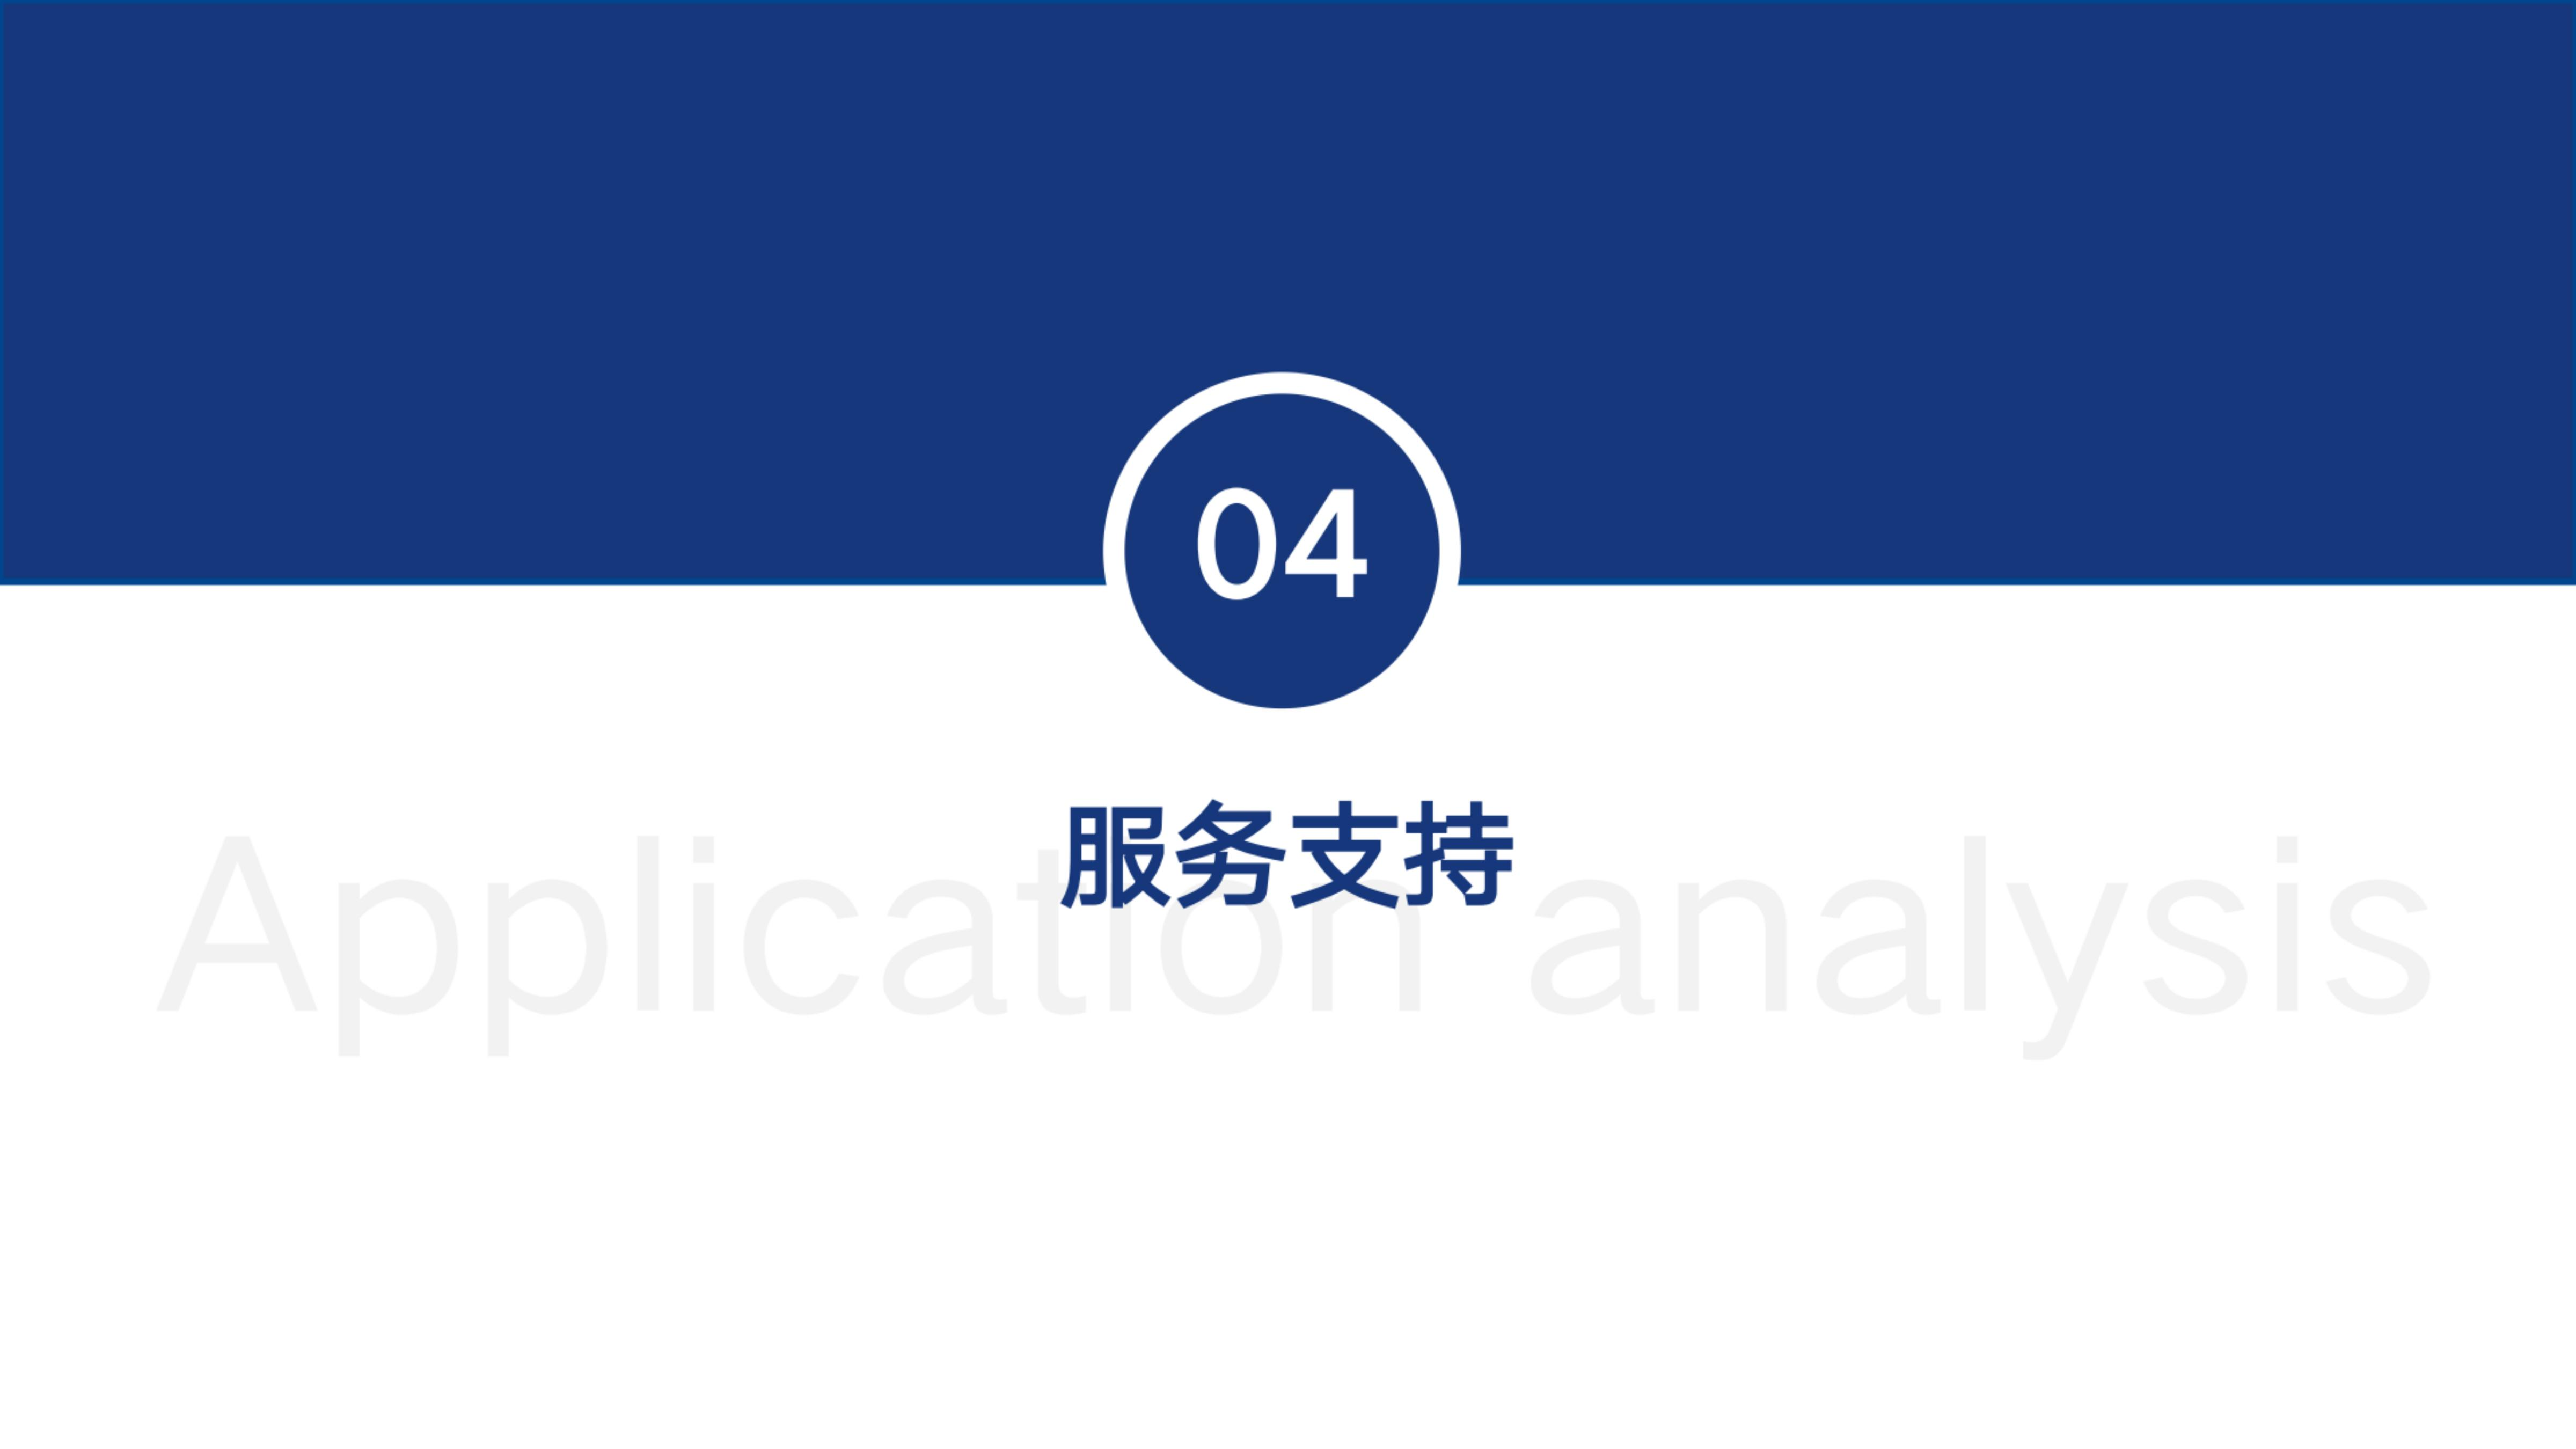 04
服务支持
Application analysis